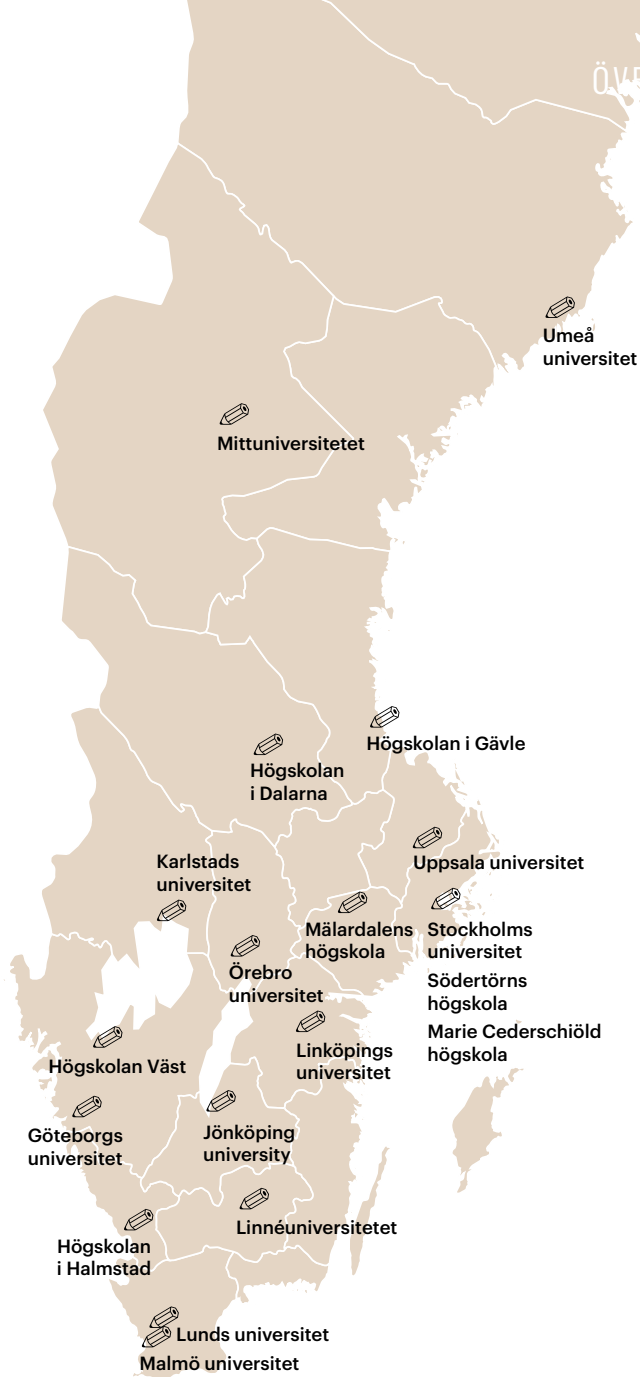 Umeå
universitet
Mittuniversitetet
Högskolan i Gävle
Högskolan
i Dalarna
Uppsala universitet
Karlstads
universitet
Mälardalens
högskola
Stockholms
universitet
Södertörns
högskola
Marie Cederschiöld
högskola
Örebro
universitet
Linköpings
universitet
Högskolan Väst
Göteborgs
universitet
Jönköping
university
Linnéuniversitetet
Högskolan
i Halmstad
Lunds universitet
Malmö universitet